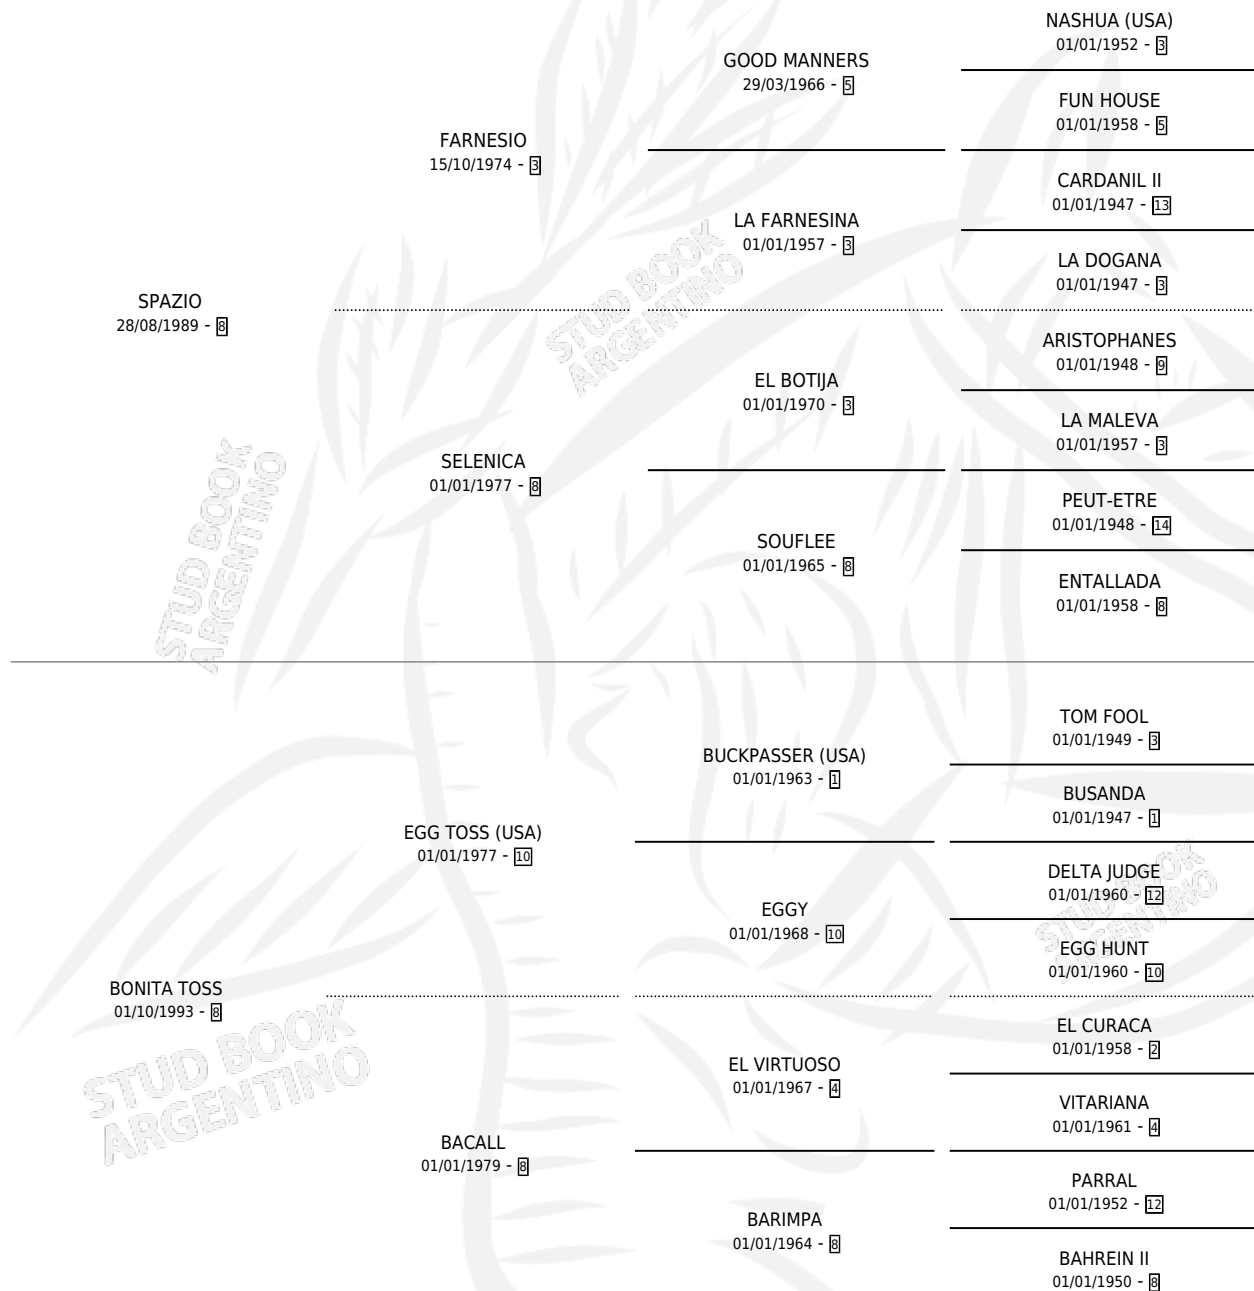 NASHUA (USA)
01/01/1952 - 3
GOOD MANNERS
29/03/1966 - 5
FUN HOUSE
01/01/1958 - 5
FARNESIO
15/10/1974 - 3
CARDANIL II
01/01/1947 - 13
LA FARNESINA
01/01/1957 - 3
LA DOGANA
01/01/1947 - 3
SPAZIO
28/08/1989 - 8
STUD BOOK
ARGENTINO
ARISTOPHANES
01/01/1948 - 9
EL BOTIJA
01/01/1970 - 3
LA MALEVA
01/01/1957 - 3
SELENICA
01/01/1977 - 8
PEUT-ETRE
01/01/1948 - 14
SOUFLEE
01/01/1965 - 8
ENTALLADA
01/01/1958 - 8
STUD BOOK
ARGENTINO
TOM FOOL
01/01/1949 - 3
BUCKPASSER (USA)
01/01/1963 - 1
BUSANDA
01/01/1947 - 1
EGG TOSS (USA)
01/01/1977 - 10
DELTA JUDGE
01/01/1960 - 12
EGGY
01/01/1968 - 10
STUD BOOK
ARGENTINO
EGG HUNT
01/01/1960 - 10
BONITA TOSS
01/10/1993 - 8
EL CURACA
01/01/1958 - 2
EL VIRTUOSO
01/01/1967 - 4
VITARIANA
01/01/1961 - 4
STUD BOOK
ARGENTINO
BACALL
01/01/1979 - 8
PARRAL
01/01/1952 - 12
BARIMPA
01/01/1964 - 8
BAHREIN II
01/01/1950 - 8